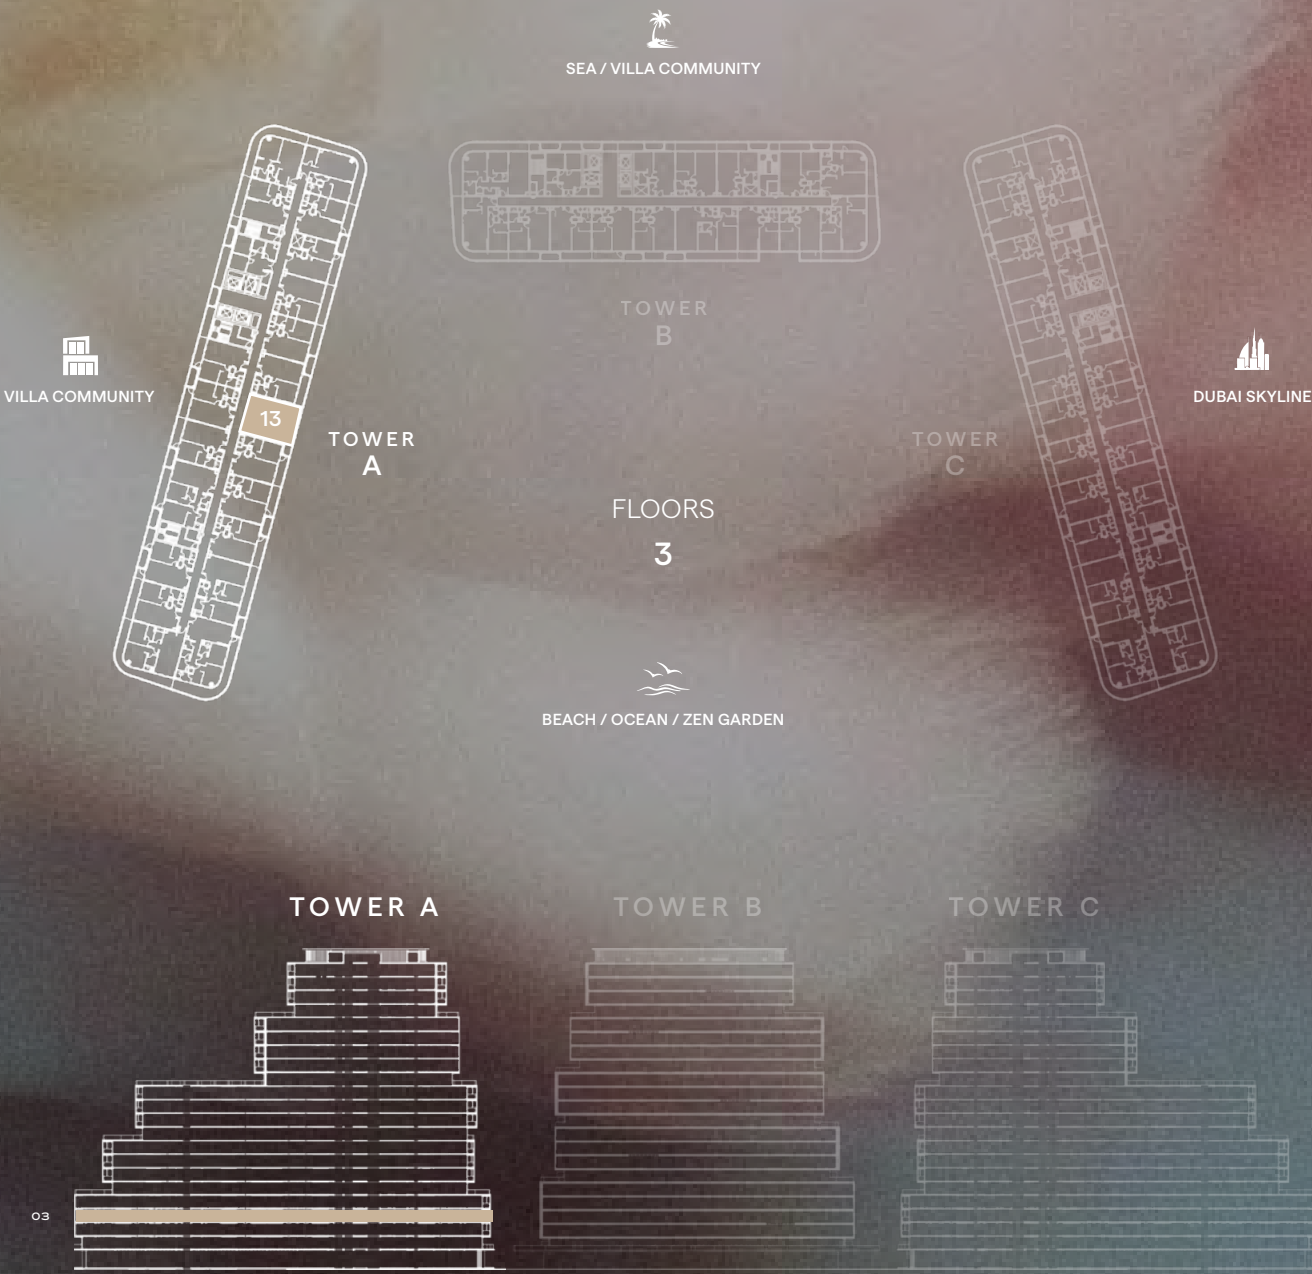 SEA / VILLA COMMUNITY
TOWER
B
VILLA COMMUNITY
DUBAI SKYLINE
13
TOWER
A
TOWER
C
FLOORS
3
BEACH / OCEAN / ZEN GARDEN
TOWER A
TOWER B
TOWER C
03